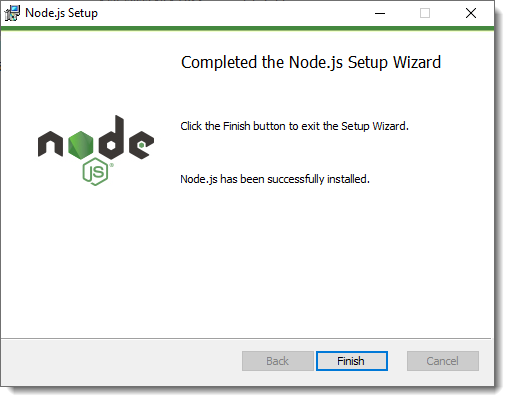 Node.js Setup
Completed the Node.js Setup Wizard
Click the Finish button to exit the Setup Wizard.
node
JS
®
Node.js has been successfully installed.
Back
Finish
Cancel